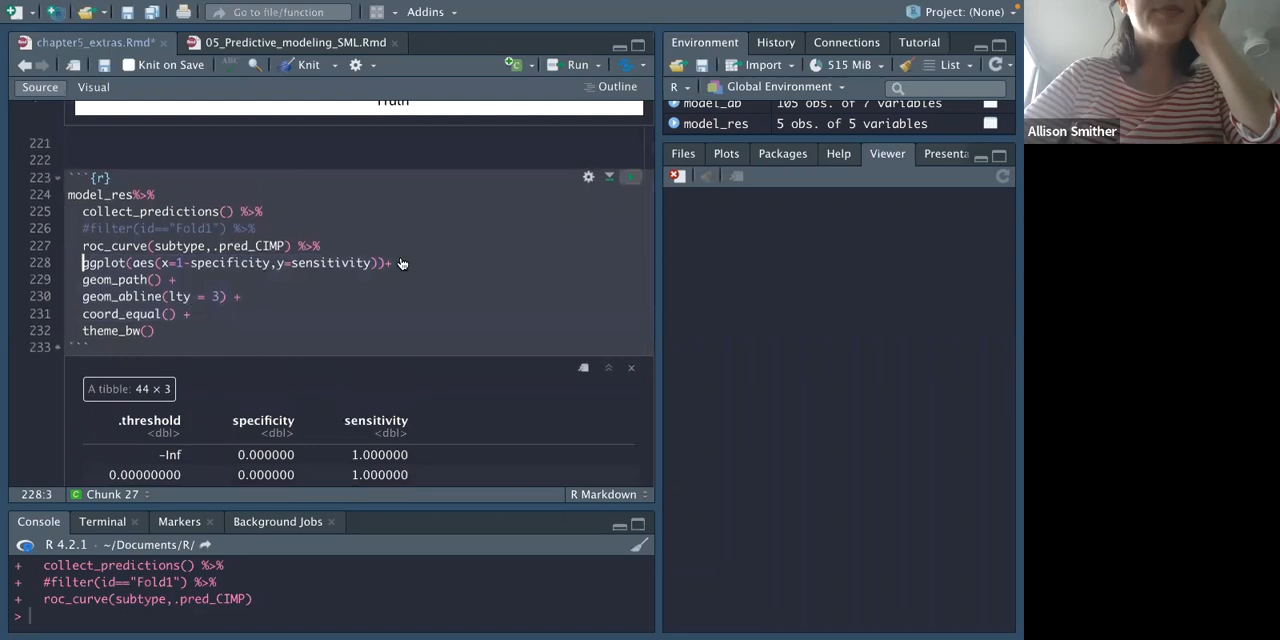 Go to file/function
Addins
Project: (None)
chapter5_extras.Rmd*
05_Predictive_modeling_SML.Rmd
Knit on Save
Knit
Run
Source
Visual
Outline
Truth
221
222
223 ```{r}
224 model_res%>%
225 collect_predictions() %>%
226 #filter(id=="Fold1") %>%
227 roc_curve(subtype,.pred_CIMP) %>%
228 ggplot(aes(x=1-specificity,y=sensitivity))+
229 geom_path() +
230 geom_abline(lty = 3) +
231 coord_equal() +
232 theme_bw()
233 ```
A tibble: 44 × 3
.threshold specificity sensitivity
<dbl> <dbl> <dbl>
-Inf 0.000000 1.000000
0.00000000 0.000000 1.000000
228:3
Chunk 27
R Markdown
Console
Terminal
Markers
Background Jobs
R 4.2.1 · ~/Documents/R/
+ collect_predictions() %>%
+ #filter(id=="Fold1") %>%
+ roc_curve(subtype,.pred_CIMP)
>
Environment
History
Connections
Tutorial
Import
515 MiB
List
R
Global Environment
model_ab 105 obs. of 7 variables
model_res 5 obs. of 5 variables
Files
Plots
Packages
Help
Viewer
Presenta
Allison Smither